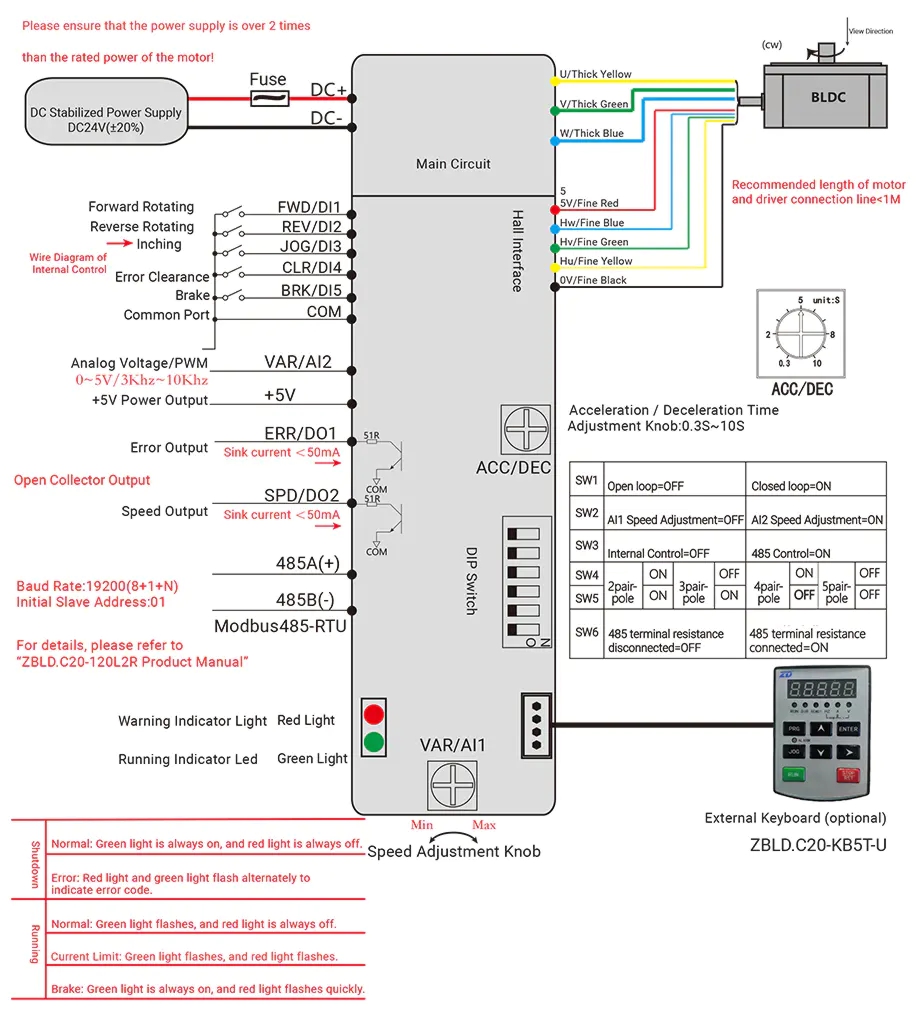 Please ensure that the power supply is over 2 times
than the rated power of the motor!
DC Stabilized Power Supply
DC24V(±20%)
Fuse
DC+
DC-
Main Circuit
U/Thick Yellow
V/Thick Green
W/Thick Blue
(cw)
View Direction
BLDC
Recommended length of motor
and driver connection line<1M
5
5V/Fine Red
Hw/Fine Blue
Hv/Fine Green
Hu/Fine Yellow
0V/Fine Black
Hall Interface
Forward Rotating
FWD/DI1
Reverse Rotating
REV/DI2
Inching
JOG/DI3
Wire Diagram of
Internal Control
Error Clearance
CLR/DI4
Brake
BRK/DI5
Common Port
COM
Analog Voltage/PWM
VAR/AI2
0~5V/3Khz~10Khz
+5V Power Output
+5V
Error Output
ERR/DO1
Sink current <50mA
51R
COM
Open Collector Output
Speed Output
SPD/DO2
Sink current <50mA
51R
COM
485A(+)
Baud Rate:19200(8+1+N)
Initial Slave Address:01
485B(-)
Modbus485-RTU
For details, please refer to
“ZBLD.C20-120L2R Product Manual”
5 unit:S
2 8
0.3 10
ACC/DEC
Acceleration / Deceleration Time
Adjustment Knob:0.3S~10S
ACC/DEC
DIP Switch
ON
SW1 Open loop=OFF Closed loop=ON
SW2 AI1 Speed Adjustment=OFF AI2 Speed Adjustment=ON
SW3 Internal Control=OFF 485 Control=ON
SW4 2pair-pole ON 3pair-pole OFF 4pair-pole ON 5pair-pole OFF
SW5 ON ON OFF OFF
SW6 485 terminal resistance disconnected=OFF 485 terminal resistance connected=ON
Warning Indicator Light Red Light
Running Indicator Led Green Light
VAR/AI1
Min Max
Speed Adjustment Knob
ZD
PRG
ENTER
ALARM
JOG
RUN
STOP
External Keyboard (optional)
ZBLD.C20-KB5T-U
Shutdown
Normal: Green light is always on, and red light is always off.
Error: Red light and green light flash alternately to
indicate error code.
Running
Normal: Green light flashes, and red light is always off.
Current Limit: Green light flashes, and red light flashes.
Brake: Green light is always on, and red light flashes quickly.